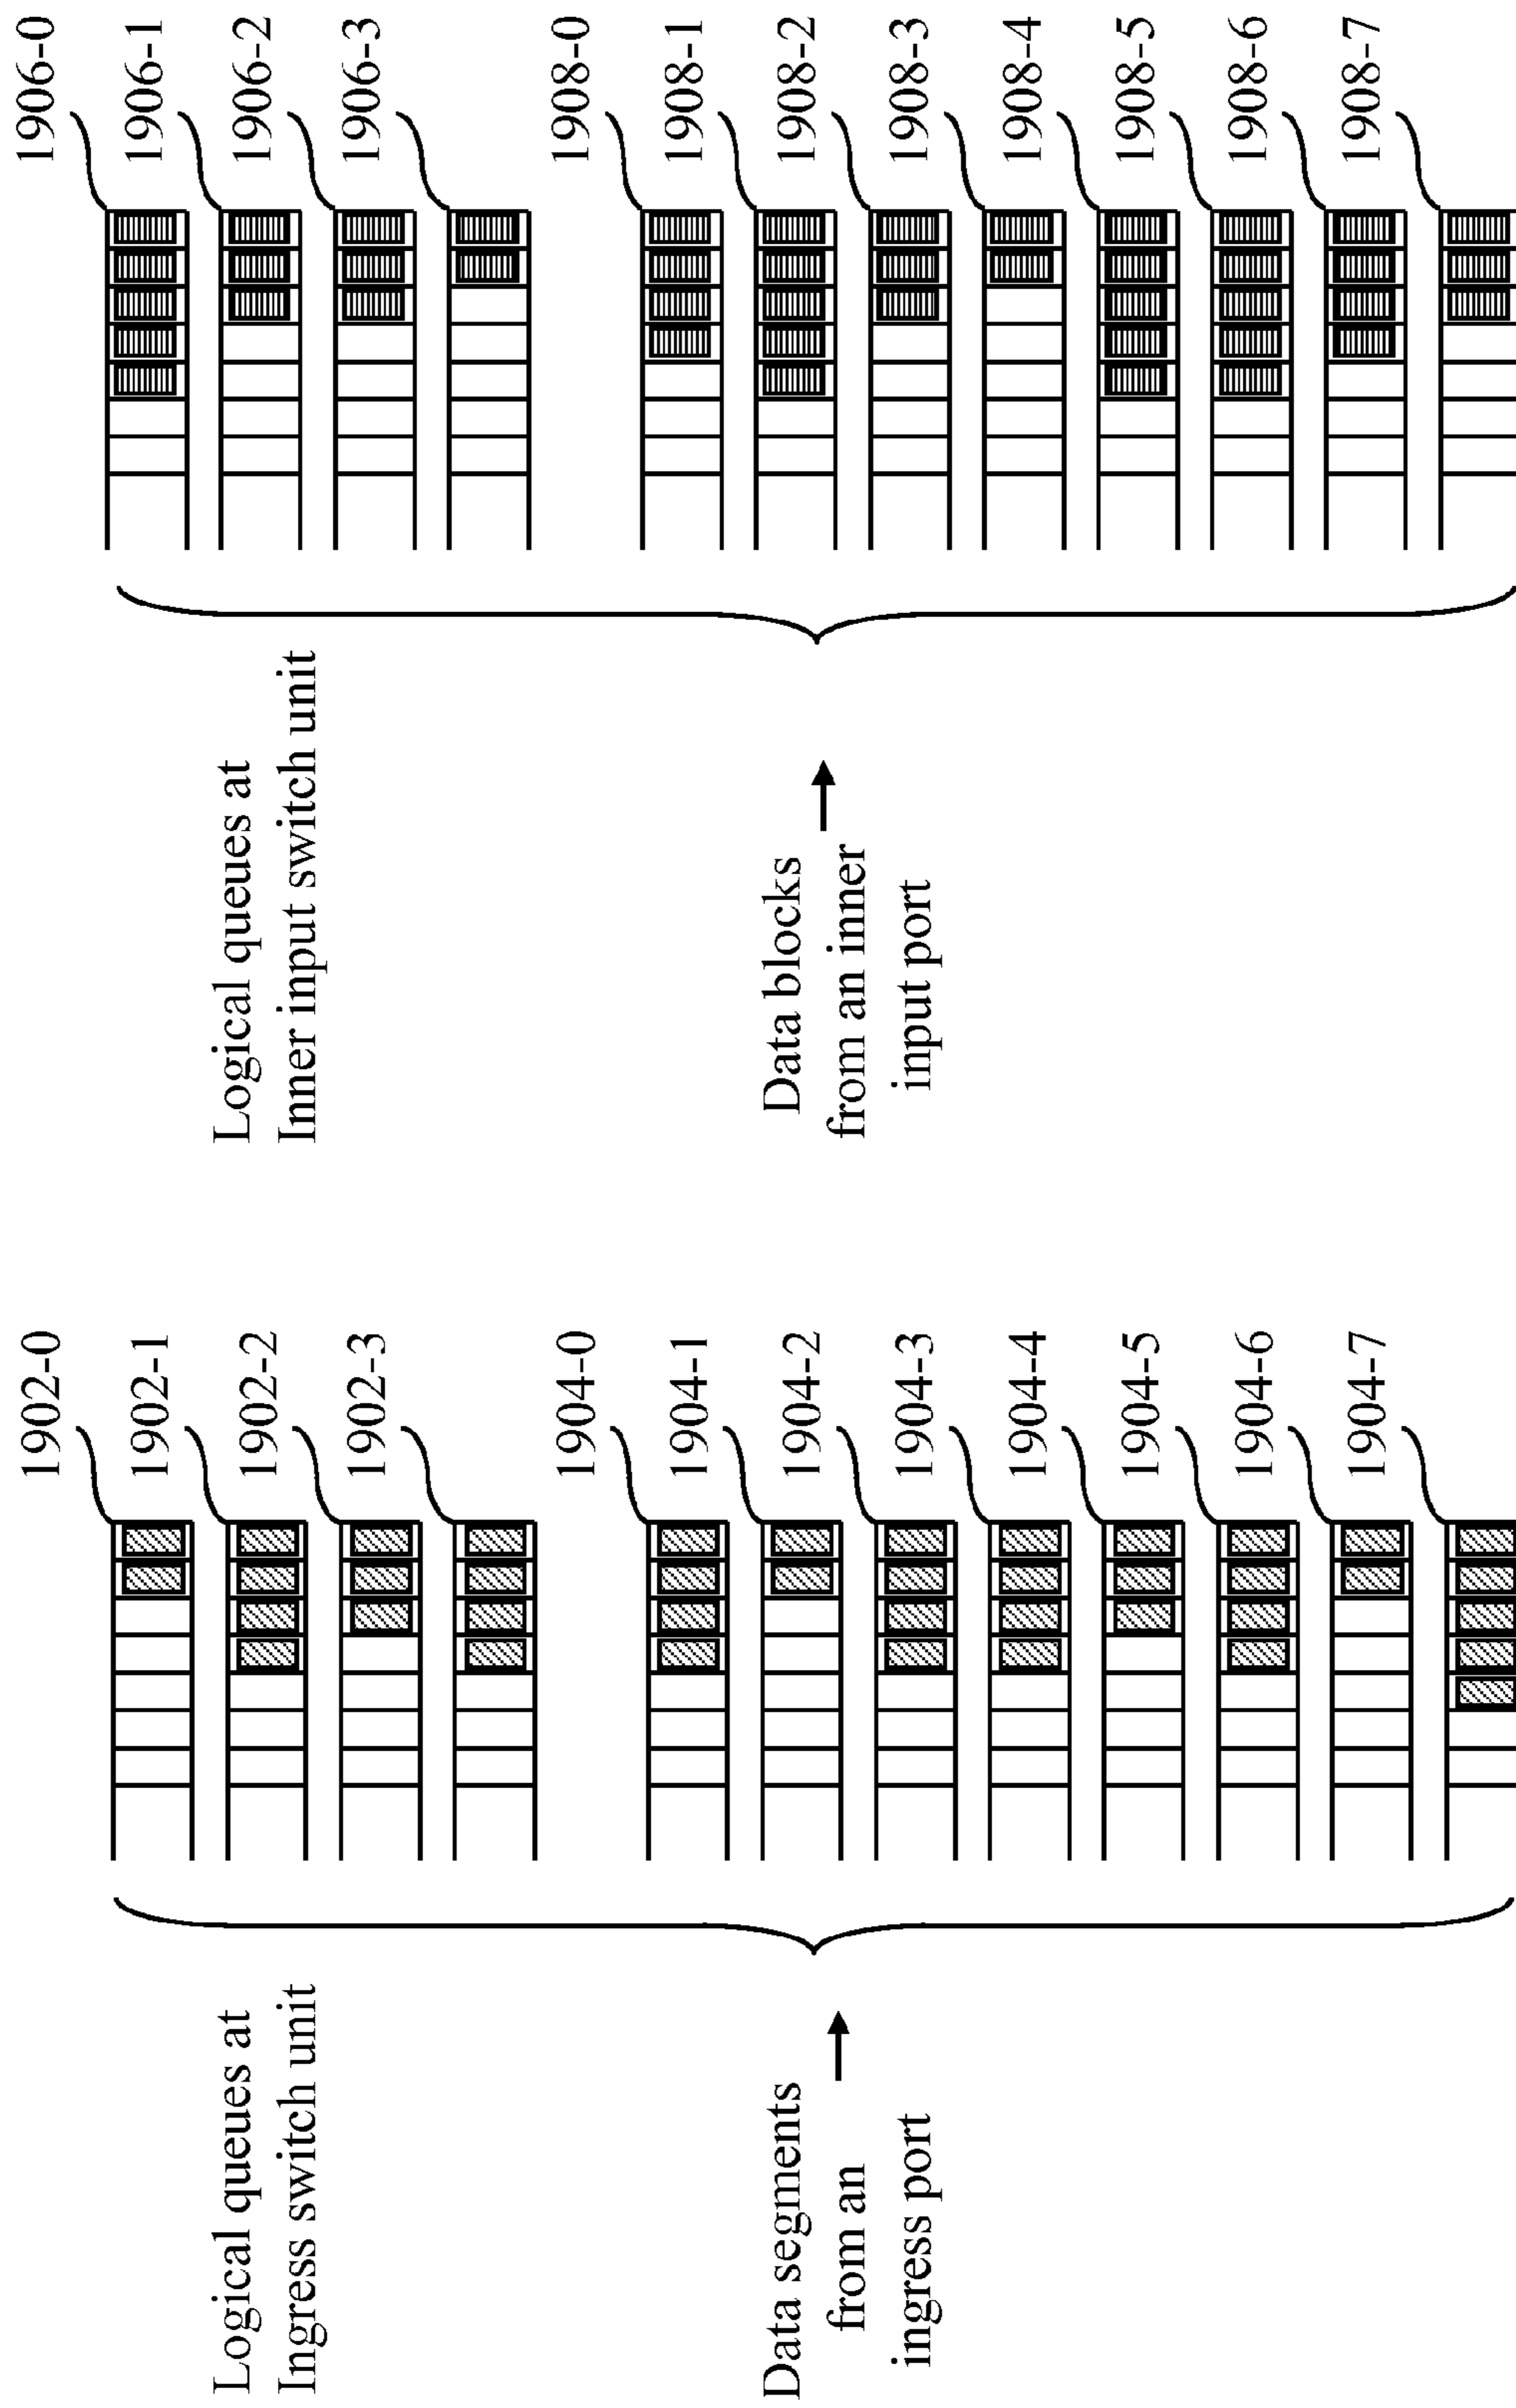 Logical queues at
Ingress switch unit
Data segments
from an
ingress port
1902-0
1902-1
1902-2
1902-3
1904-0
1904-1
1904-2
1904-3
1904-4
1904-5
1904-6
1904-7
Logical queues at
Inner input switch unit
Data blocks
from an inner
input port
1906-0
1906-1
1906-2
1906-3
1908-0
1908-1
1908-2
1908-3
1908-4
1908-5
1908-6
1908-7